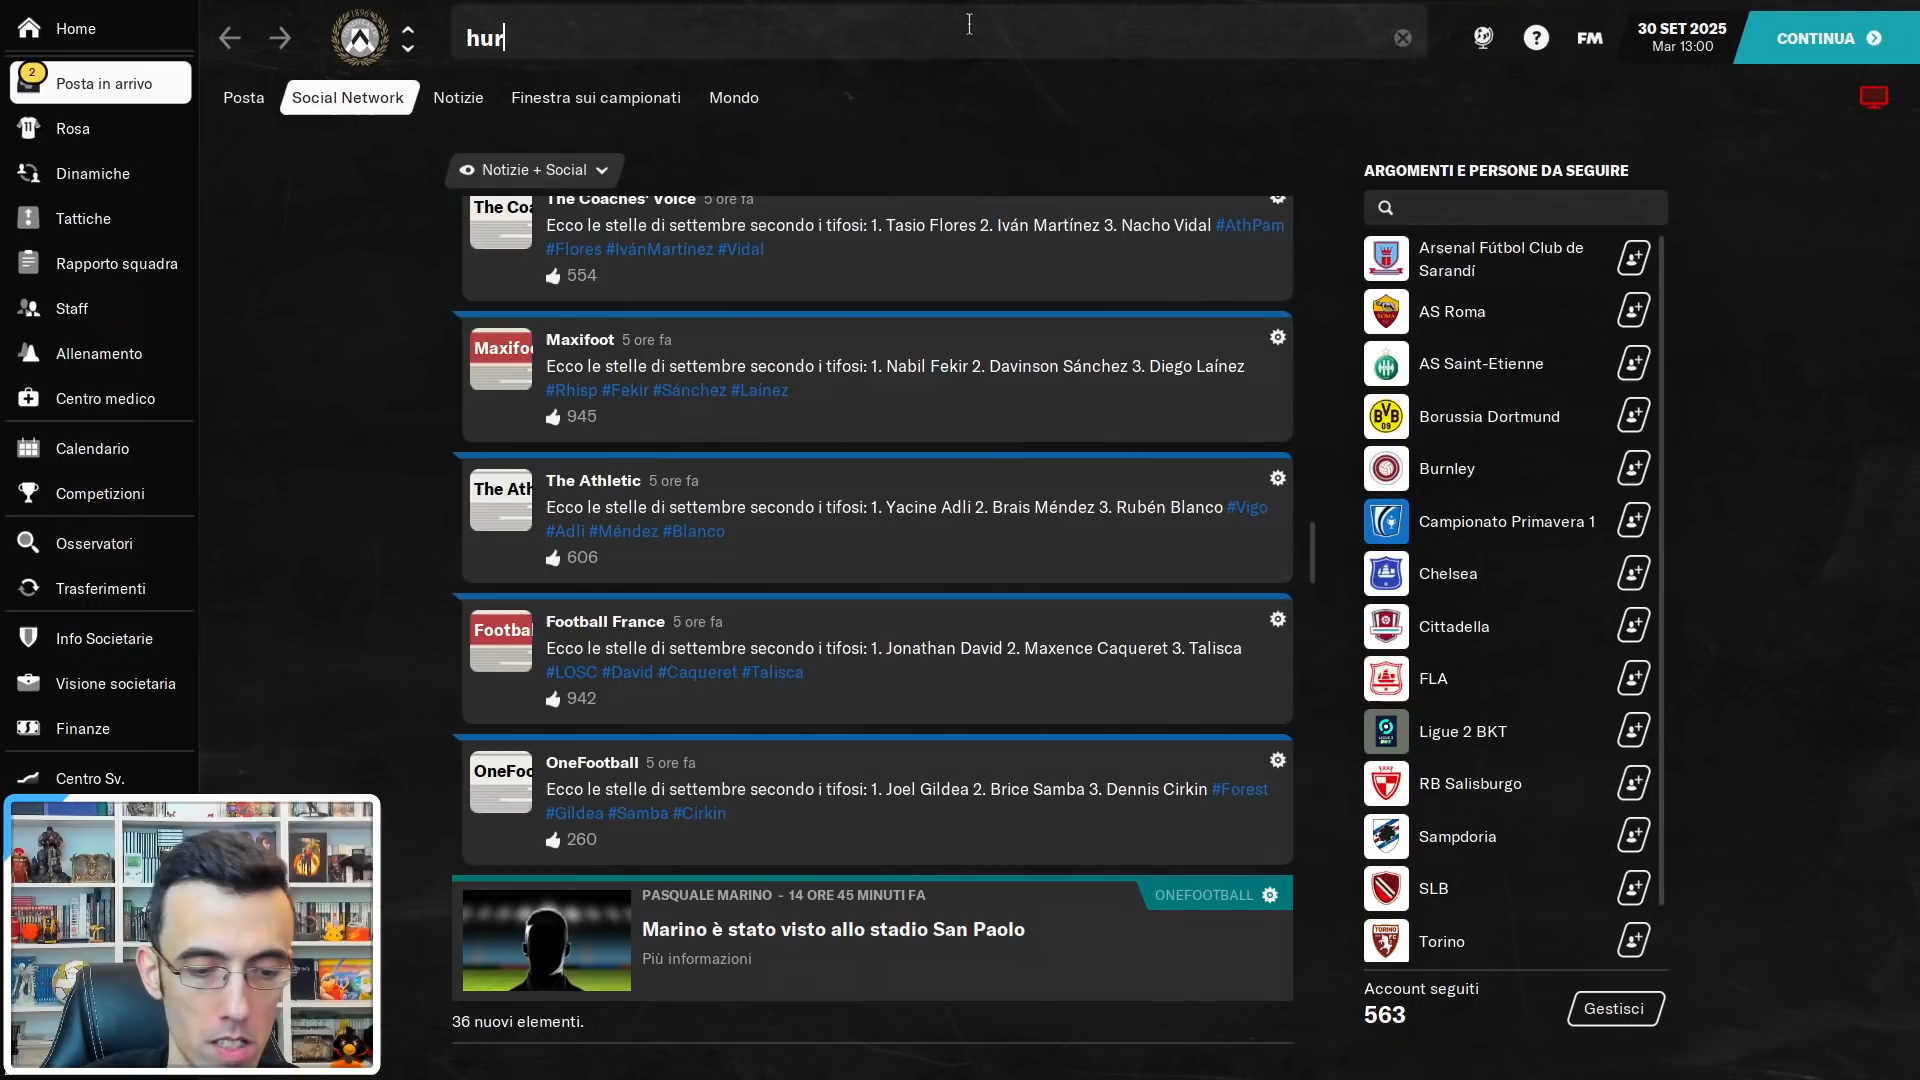 Home
hur
FM
30 SET 2025
Mar 13:00
CONTINUA
2
Posta in arrivo
Posta
Social Network
Notizie
Finestra sui campionati
Mondo
Rosa
Dinamiche
Tattiche
Rapporto squadra
Staff
Allenamento
Centro medico
Calendario
Competizioni
Osservatori
Trasferimenti
Info Societarie
Visione societaria
Finanze
Centro Sv.
Notizie + Social
The Coaches' Voice 5 ore fa
The Coa
Ecco le stelle di settembre secondo i tifosi: 1. Tasio Flores 2. Iván Martínez 3. Nacho Vidal #AthPam
#Flores #IvánMartínez #Vidal
554
Maxifoot 5 ore fa
Maxifo
Ecco le stelle di settembre secondo i tifosi: 1. Nabil Fekir 2. Davinson Sánchez 3. Diego Laínez
#Rhisp #Fekir #Sánchez #Laínez
945
The Athletic 5 ore fa
The Ath
Ecco le stelle di settembre secondo i tifosi: 1. Yacine Adli 2. Brais Méndez 3. Rubén Blanco #Vigo
#Adli #Méndez #Blanco
606
Football France 5 ore fa
Footba
Ecco le stelle di settembre secondo i tifosi: 1. Jonathan David 2. Maxence Caqueret 3. Talisca
#LOSC #David #Caqueret #Talisca
942
OneFootball 5 ore fa
OneFoo
Ecco le stelle di settembre secondo i tifosi: 1. Joel Gildea 2. Brice Samba 3. Dennis Cirkin #Forest
#Gildea #Samba #Cirkin
260
PASQUALE MARINO - 14 ORE 45 MINUTI FA
ONEFOOTBALL
Marino è stato visto allo stadio San Paolo
Più informazioni
36 nuovi elementi.
ARGOMENTI E PERSONE DA SEGUIRE
Arsenal Fútbol Club de
Sarandí
AS Roma
AS Saint-Etienne
Borussia Dortmund
Burnley
Campionato Primavera 1
Chelsea
Cittadella
FLA
Ligue 2 BKT
RB Salisburgo
Sampdoria
SLB
Torino
Account seguiti
563
Gestisci